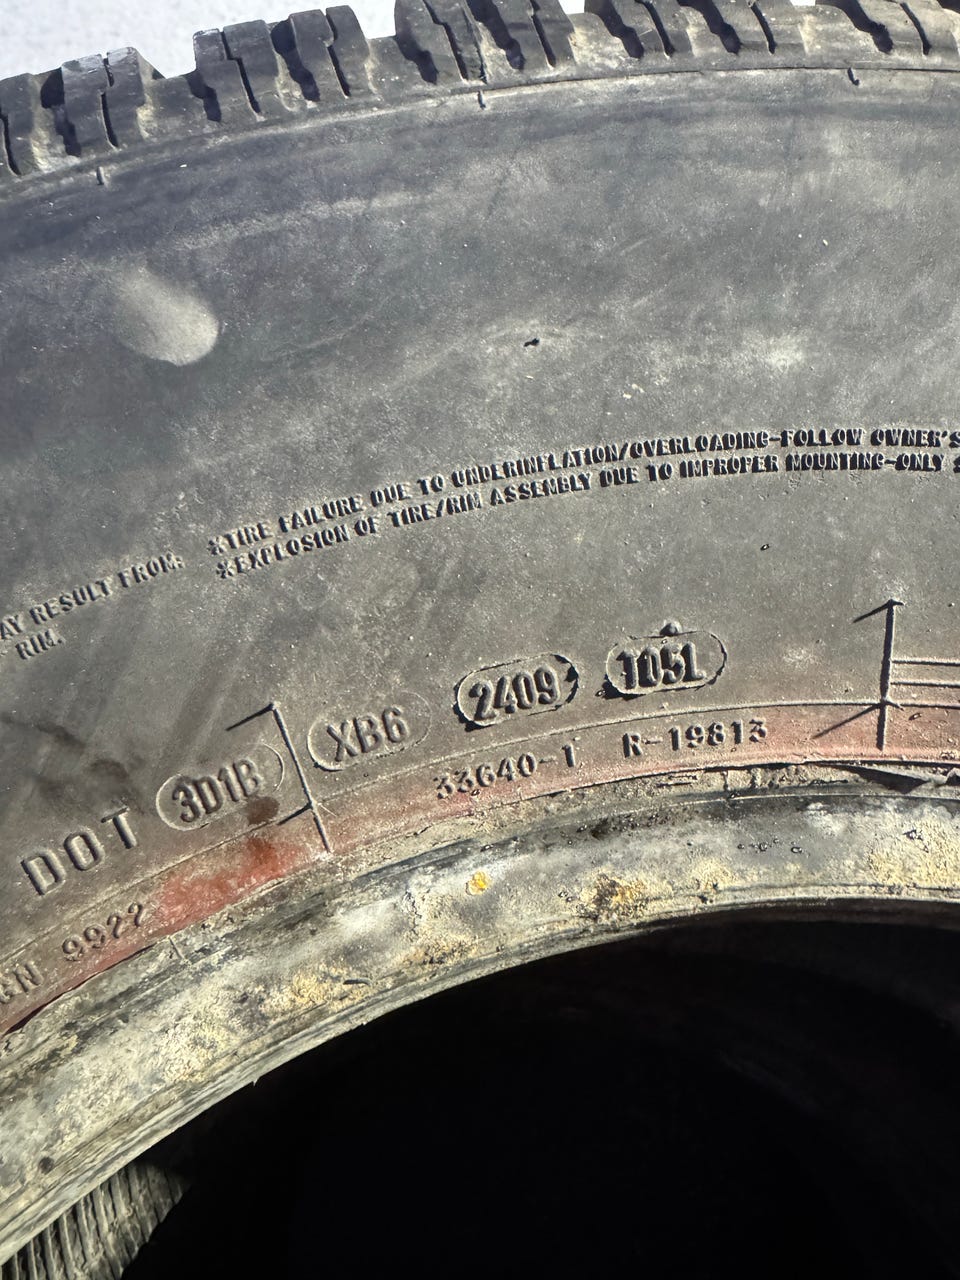 *TIRE FAILURE DUE TO UNDERINFLATION/OVERLOADING-FOLLOW OWNER'S
AY RESULT FROM: *EXPLOSION OF TIRE/RIM ASSEMBLY DUE TO IMPROPER MOUNTING-ONLY
RIM.
DOT 3D1B XB6 2409 105L
9922 33640-1 R-19813